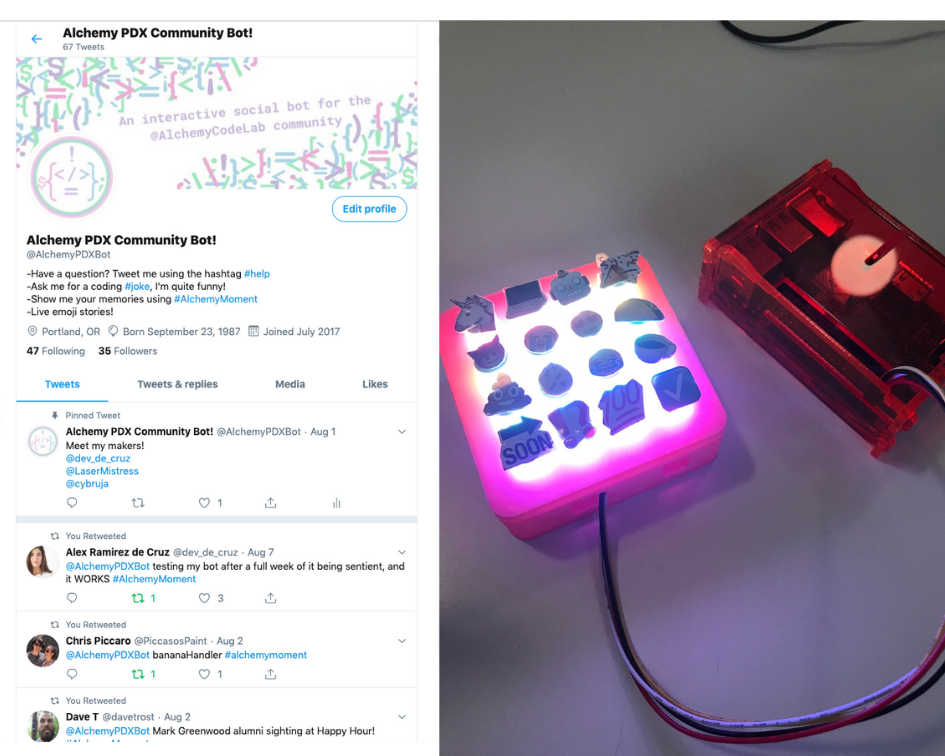 Alchemy PDX Community Bot!
67 Tweets
An interactive social bot for the
@AlchemyCodeLab community
Edit profile
Alchemy PDX Community Bot!
@AlchemyPDXBot
-Have a question? Tweet me using the hashtag #help
-Ask me for a coding #joke, I'm quite funny!
-Show me your memories using #AlchemyMoment
-Live emoji stories!
Portland, OR Born September 23, 1987 Joined July 2017
47 Following 35 Followers
Tweets Tweets & replies Media Likes
Pinned Tweet
Alchemy PDX Community Bot! @AlchemyPDXBot · Aug 1
Meet my makers!
@dev_de_cruz
@LaserMistress
@cybruja
1
You Retweeted
Alex Ramirez de Cruz @dev_de_cruz · Aug 7
@AlchemyPDXBot testing my bot after a full week of it being sentient, and
it WORKS #AlchemyMoment
1 3
You Retweeted
Chris Piccaro @PiccasosPaint · Aug 2
@AlchemyPDXBot bananaHandler #alchemymoment
1 1
You Retweeted
Dave T @davetrost · Aug 2
@AlchemyPDXBot Mark Greenwood alumni sighting at Happy Hour!
SOON
!?
100